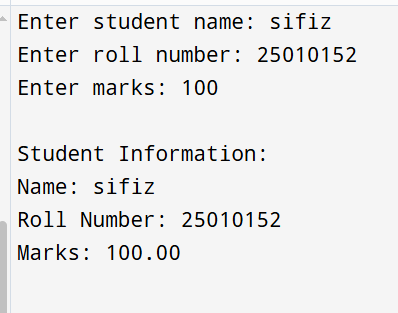 Enter student name: sifiz
Enter roll number: 25010152
Enter marks: 100
Student Information:
Name: sifiz
Roll Number: 25010152
Marks: 100.00